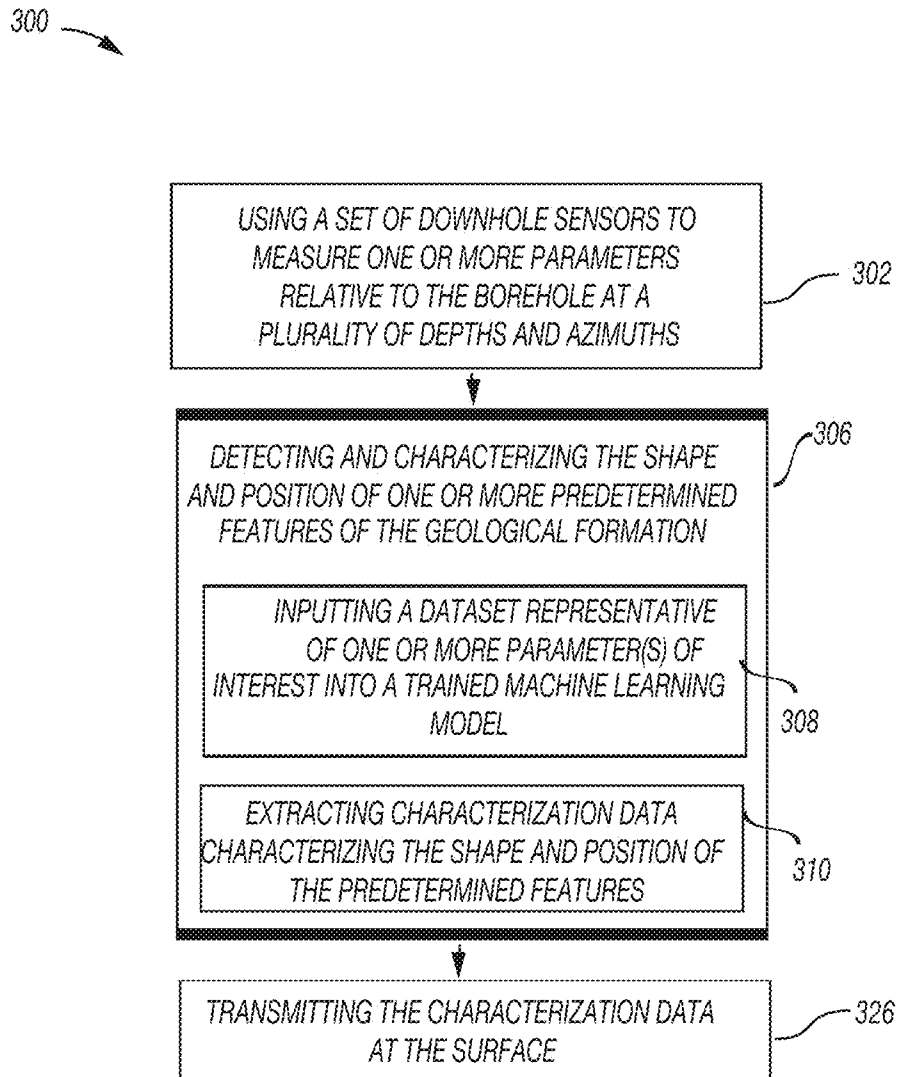 300
USING A SET OF DOWNHOLE SENSORS TO
MEASURE ONE OR MORE PARAMETERS
RELATIVE TO THE BOREHOLE AT A
PLURALITY OF DEPTHS AND AZIMUTHS
302
DETECTING AND CHARACTERIZING THE SHAPE
AND POSITION OF ONE OR MORE PREDETERMINED
FEATURES OF THE GEOLOGICAL FORMATION
306
INPUTTING A DATASET REPRESENTATIVE
OF ONE OR MORE PARAMETER(S) OF
INTEREST INTO A TRAINED MACHINE LEARNING
MODEL
308
EXTRACTING CHARACTERIZATION DATA
CHARACTERIZING THE SHAPE AND POSITION OF
THE PREDETERMINED FEATURES
310
TRANSMITTING THE CHARACTERIZATION DATA
AT THE SURFACE
326